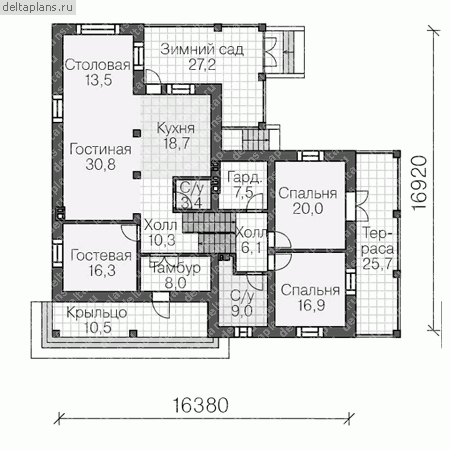 deltaplans.ru
Зимний сад
27,2
Столовая
13,5
Кухня
18,7
Гостиная
30,8
Гард.
7,5
С/у
3,4
Спальня
20,0
Холл
10,3
Холл
6,1
Тер-
раса
25,7
Гостевая
16,3
Тамбур
8,0
С/у
9,0
Спальня
16,9
Крыльцо
10,5
16920
16380